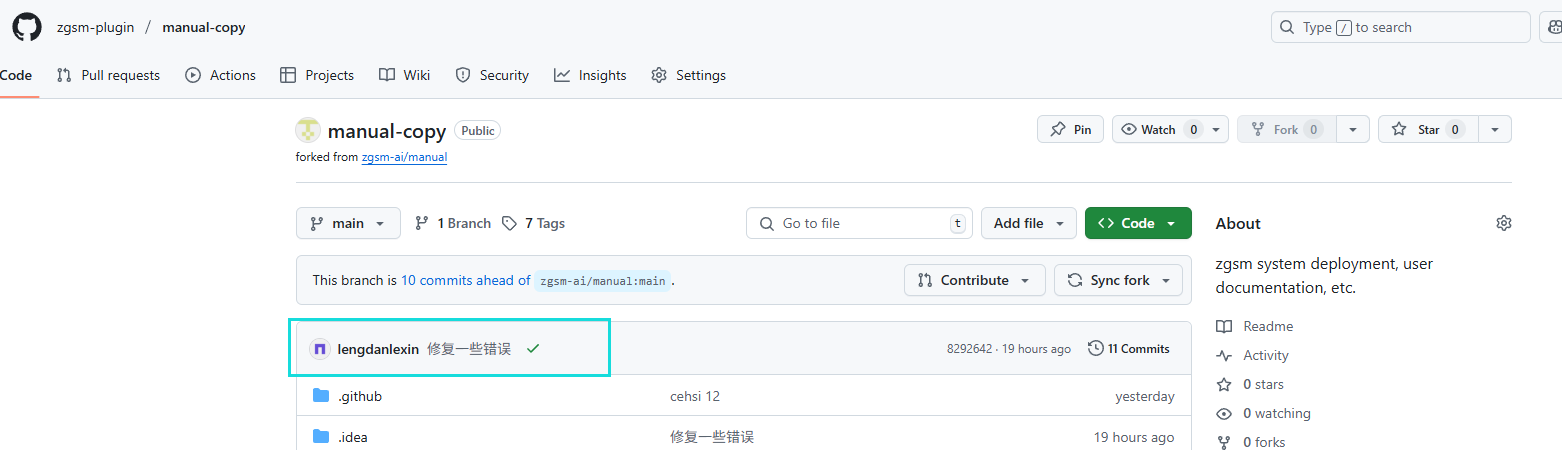 zgsm-plugin / manual-copy
Type / to search
Code Pull requests Actions Projects Wiki Security Insights Settings
manual-copy Public
Pin Watch 0 Fork 0 Star 0
forked from zgsm-ai/manual
main 1 Branch 7 Tags Go to file t Add file Code
About
This branch is 10 commits ahead of zgsm-ai/manual:main.
Contribute Sync fork
zgsm system deployment, user
documentation, etc.
lengdanlexin 修复一些错误 8292642 · 19 hours ago 11 Commits
.github cehsi 12 yesterday
.idea 修复一些错误 19 hours ago
Readme
Activity
0 stars
0 watching
0 forks